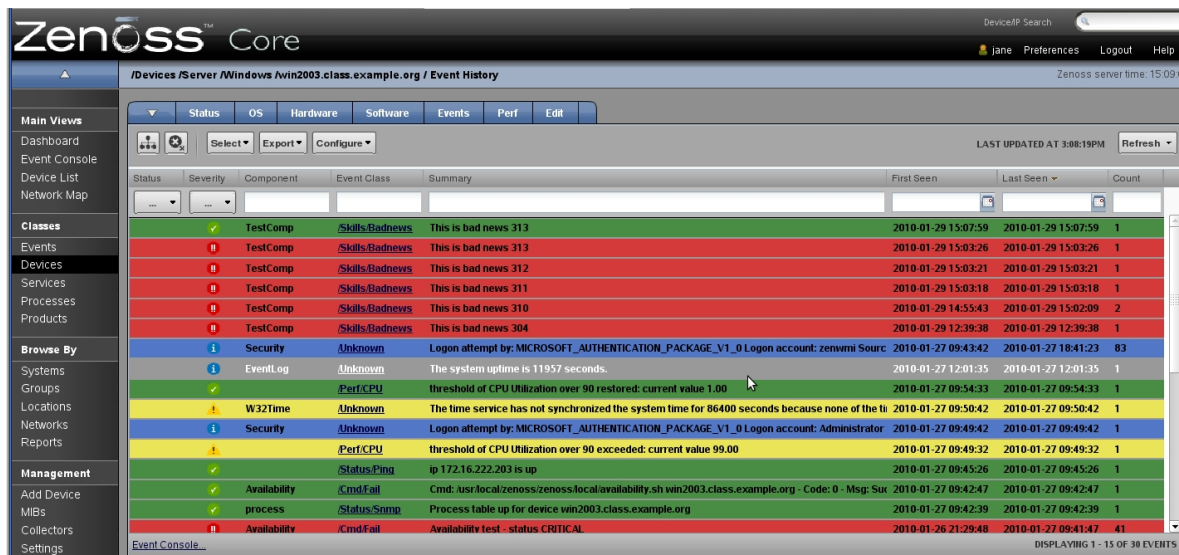 Zenoss™ Core
Device/IP Search
jane Preferences Logout Help
/Devices /Server /Windows /win2003.class.example.org / Event History
Zenoss server time: 15:09:
Main Views
Dashboard
Event Console
Device List
Network Map
Classes
Events
Devices
Services
Processes
Products
Browse By
Systems
Groups
Locations
Networks
Reports
Management
Add Device
MIBs
Collectors
Settings
Status OS Hardware Software Events Perf Edit
Select Export Configure
LAST UPDATED AT 3:08:19PM Refresh
Status Severity Component Event Class Summary First Seen Last Seen Count
... ...
TestComp /Skills/Badnews This is bad news 313 2010-01-29 15:07:59 2010-01-29 15:07:59 1
TestComp /Skills/Badnews This is bad news 313 2010-01-29 15:03:26 2010-01-29 15:03:26 1
TestComp /Skills/Badnews This is bad news 312 2010-01-29 15:03:21 2010-01-29 15:03:21 1
TestComp /Skills/Badnews This is bad news 311 2010-01-29 15:03:18 2010-01-29 15:03:18 1
TestComp /Skills/Badnews This is bad news 310 2010-01-29 14:55:43 2010-01-29 15:02:09 2
TestComp /Skills/Badnews This is bad news 304 2010-01-29 12:39:38 2010-01-29 12:39:38 1
Security /Unknown Logon attempt by: MICROSOFT_AUTHENTICATION_PACKAGE_V1_0 Logon account: zenwmi Sourc 2010-01-27 09:43:42 2010-01-27 18:41:23 83
EventLog /Unknown The system uptime is 11957 seconds. 2010-01-27 12:01:35 2010-01-27 12:01:35 1
/Perf/CPU threshold of CPU Utilization over 90 restored: current value 1.00 2010-01-27 09:54:33 2010-01-27 09:54:33 1
W32Time /Unknown The time service has not synchronized the system time for 86400 seconds because none of the ti 2010-01-27 09:50:42 2010-01-27 09:50:42 1
Security /Unknown Logon attempt by: MICROSOFT_AUTHENTICATION_PACKAGE_V1_0 Logon account: Administrator 2010-01-27 09:49:42 2010-01-27 09:49:42 1
/Perf/CPU threshold of CPU Utilization over 90 exceeded: current value 99.00 2010-01-27 09:49:32 2010-01-27 09:49:32 1
/Status/Ping ip 172.16.222.203 is up 2010-01-27 09:45:26 2010-01-27 09:45:26 1
Availability /Cmd/Fail Cmd: /usr/local/zenoss/zenoss/local/availability.sh win2003.class.example.org - Code: 0 - Msg: Suc 2010-01-27 09:42:47 2010-01-27 09:42:47 1
process /Status/Snmp Process table up for device win2003.class.example.org 2010-01-27 09:42:39 2010-01-27 09:42:39 1
Availability /Cmd/Fail Availability test - status CRITICAL 2010-01-26 21:29:48 2010-01-27 09:41:47 41
Event Console...
DISPLAYING 1 - 15 OF 30 EVENTS